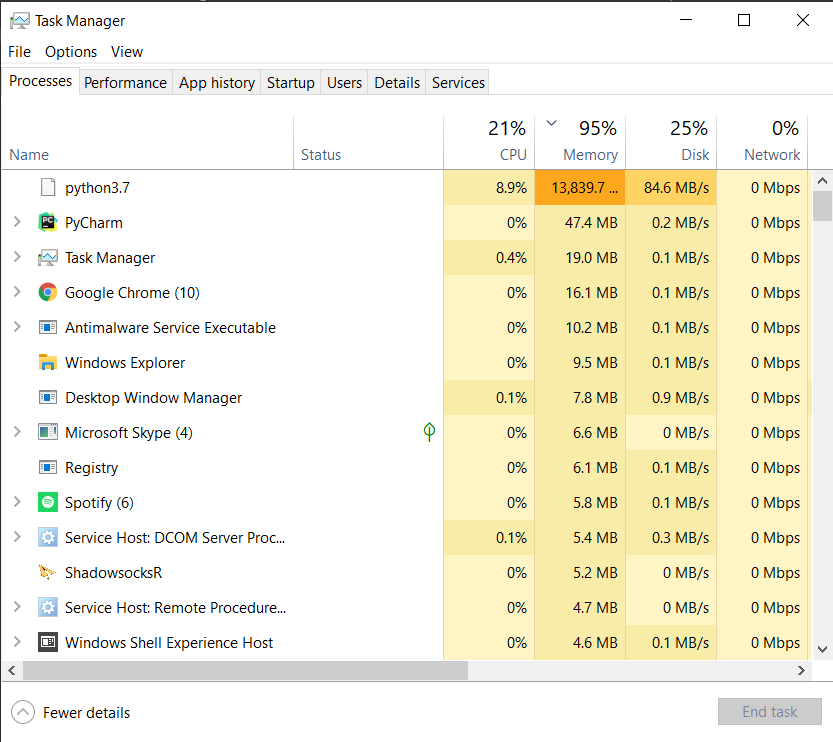 Task Manager
File Options View
Processes Performance App history Startup Users Details Services
21% 95% 25% 0%
Name Status CPU Memory Disk Network
python3.7 8.9% 13,839.7 ... 84.6 MB/s 0 Mbps
PC PyCharm 0% 47.4 MB 0.2 MB/s 0 Mbps
Task Manager 0.4% 19.0 MB 0.1 MB/s 0 Mbps
Google Chrome (10) 0% 16.1 MB 0.1 MB/s 0 Mbps
Antimalware Service Executable 0% 10.2 MB 0.1 MB/s 0 Mbps
Windows Explorer 0% 9.5 MB 0.1 MB/s 0 Mbps
Desktop Window Manager 0.1% 7.8 MB 0.9 MB/s 0 Mbps
Microsoft Skype (4) 0% 6.6 MB 0 MB/s 0 Mbps
Registry 0% 6.1 MB 0.1 MB/s 0 Mbps
Spotify (6) 0% 5.8 MB 0.1 MB/s 0 Mbps
Service Host: DCOM Server Proc... 0.1% 5.4 MB 0.3 MB/s 0 Mbps
ShadowsocksR 0% 5.2 MB 0 MB/s 0 Mbps
Service Host: Remote Procedure... 0% 4.7 MB 0 MB/s 0 Mbps
Windows Shell Experience Host 0% 4.6 MB 0.1 MB/s 0 Mbps
Fewer details End task